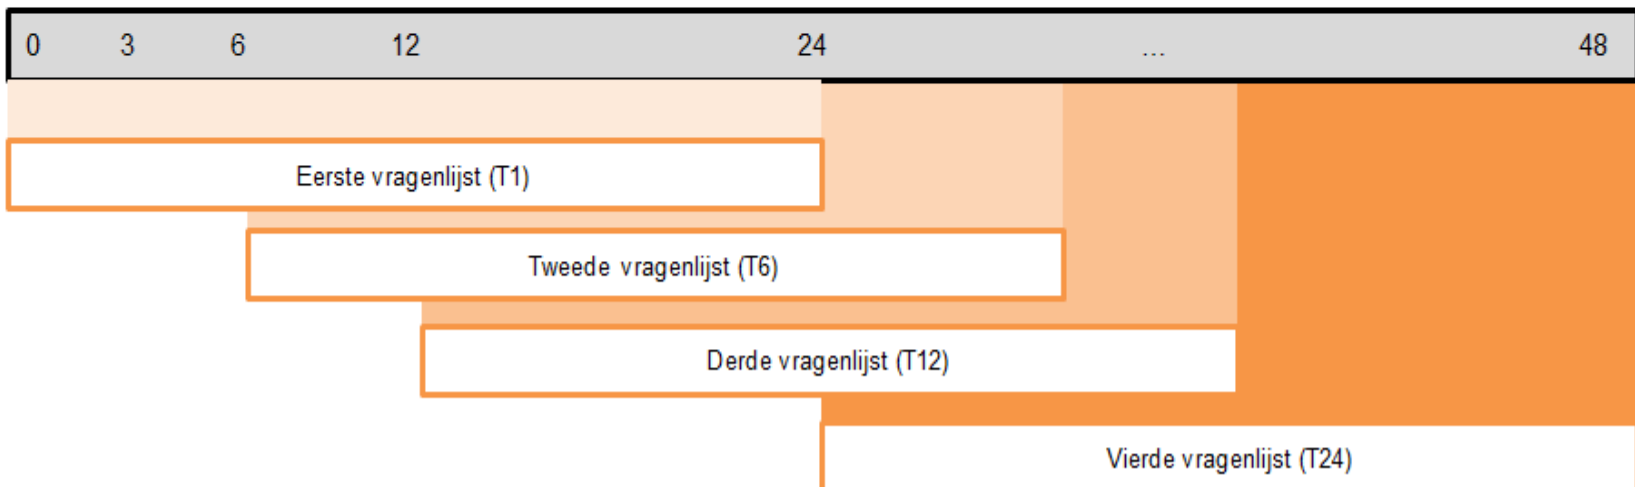 0 3 6 12 24 ... 48
Eerste vragenlijst (T1)
Tweede vragenlijst (T6)
Derde vragenlijst (T12)
Vierde vragenlijst (T24)